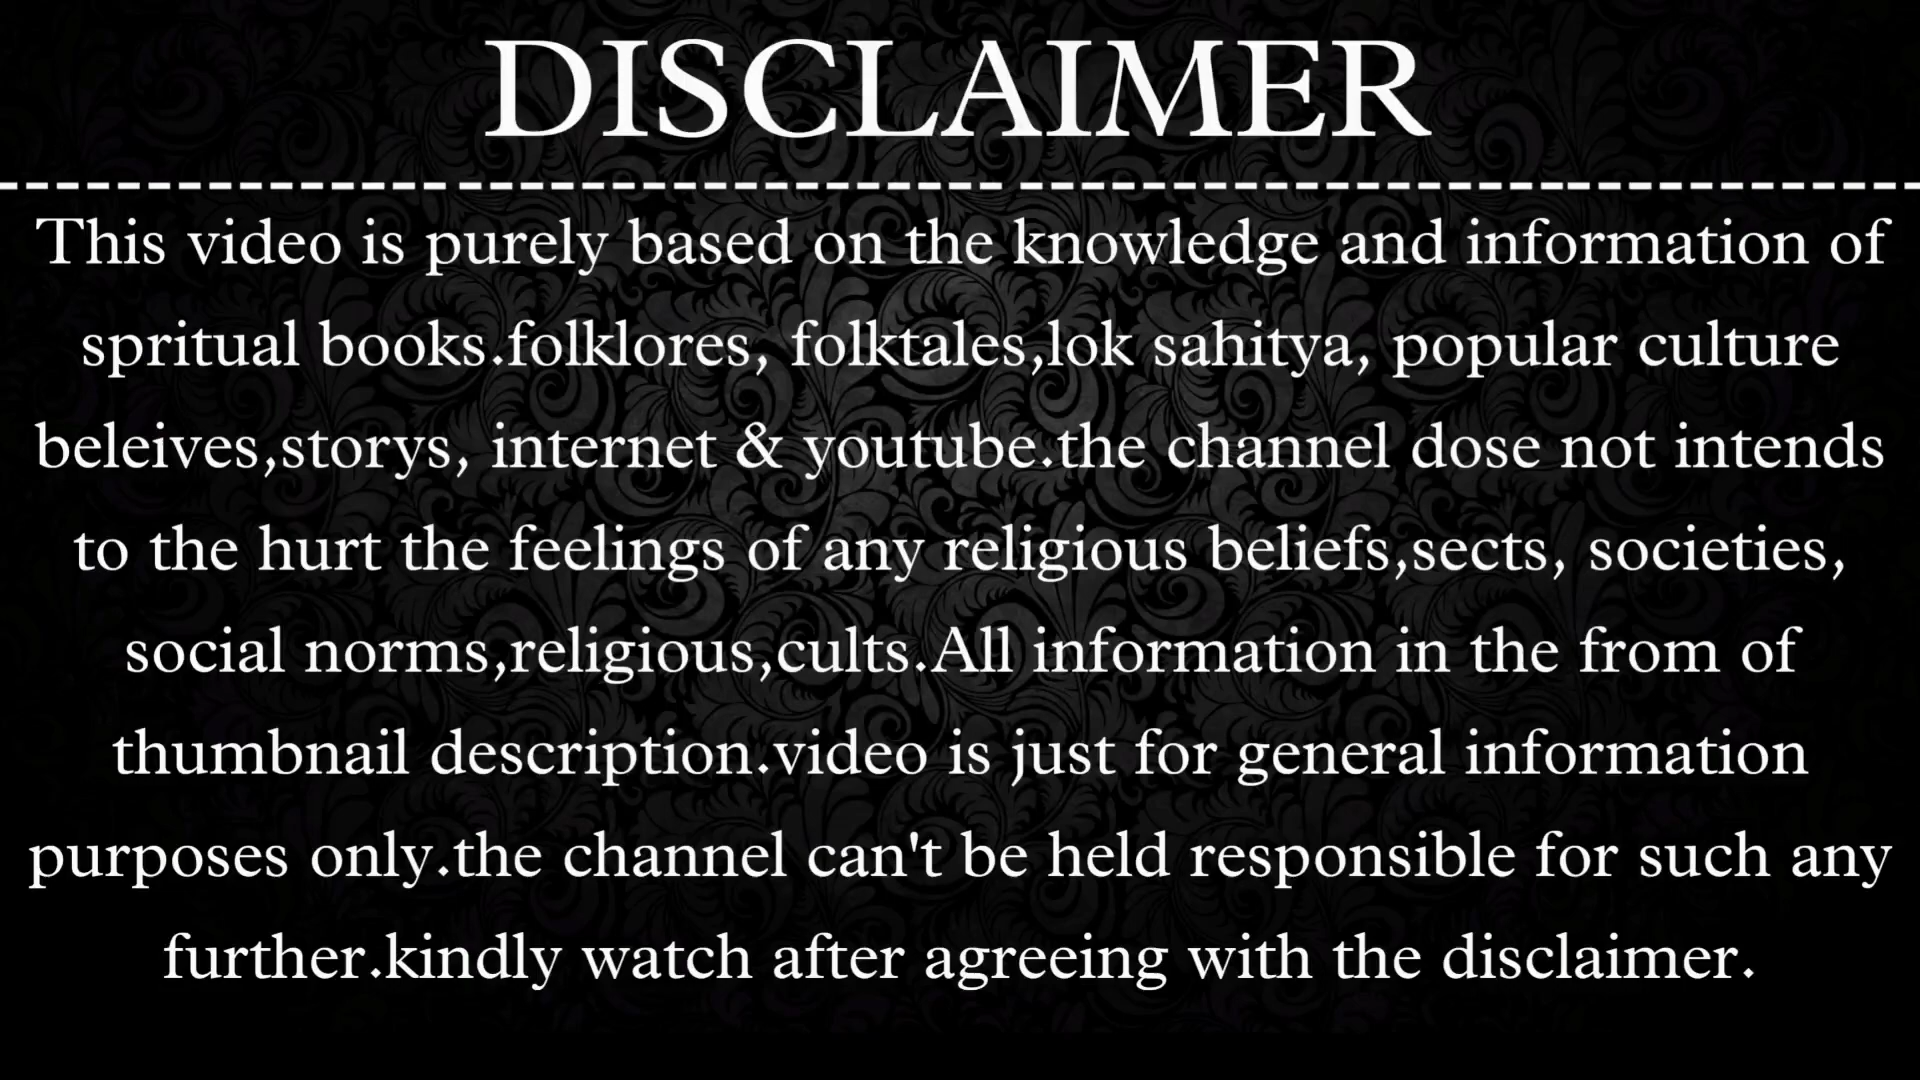 DISCLAIMER
This video is purely based on the knowledge and information of
spritual books.folklores, folktales,lok sahitya, popular culture
beleives,storys, internet & youtube.the channel dose not intends
to the hurt the feelings of any religious beliefs,sects, societies,
social norms,religious,cults.All information in the from of
thumbnail description.video is just for general information
purposes only.the channel can't be held responsible for such any
further.kindly watch after agreeing with the disclaimer.